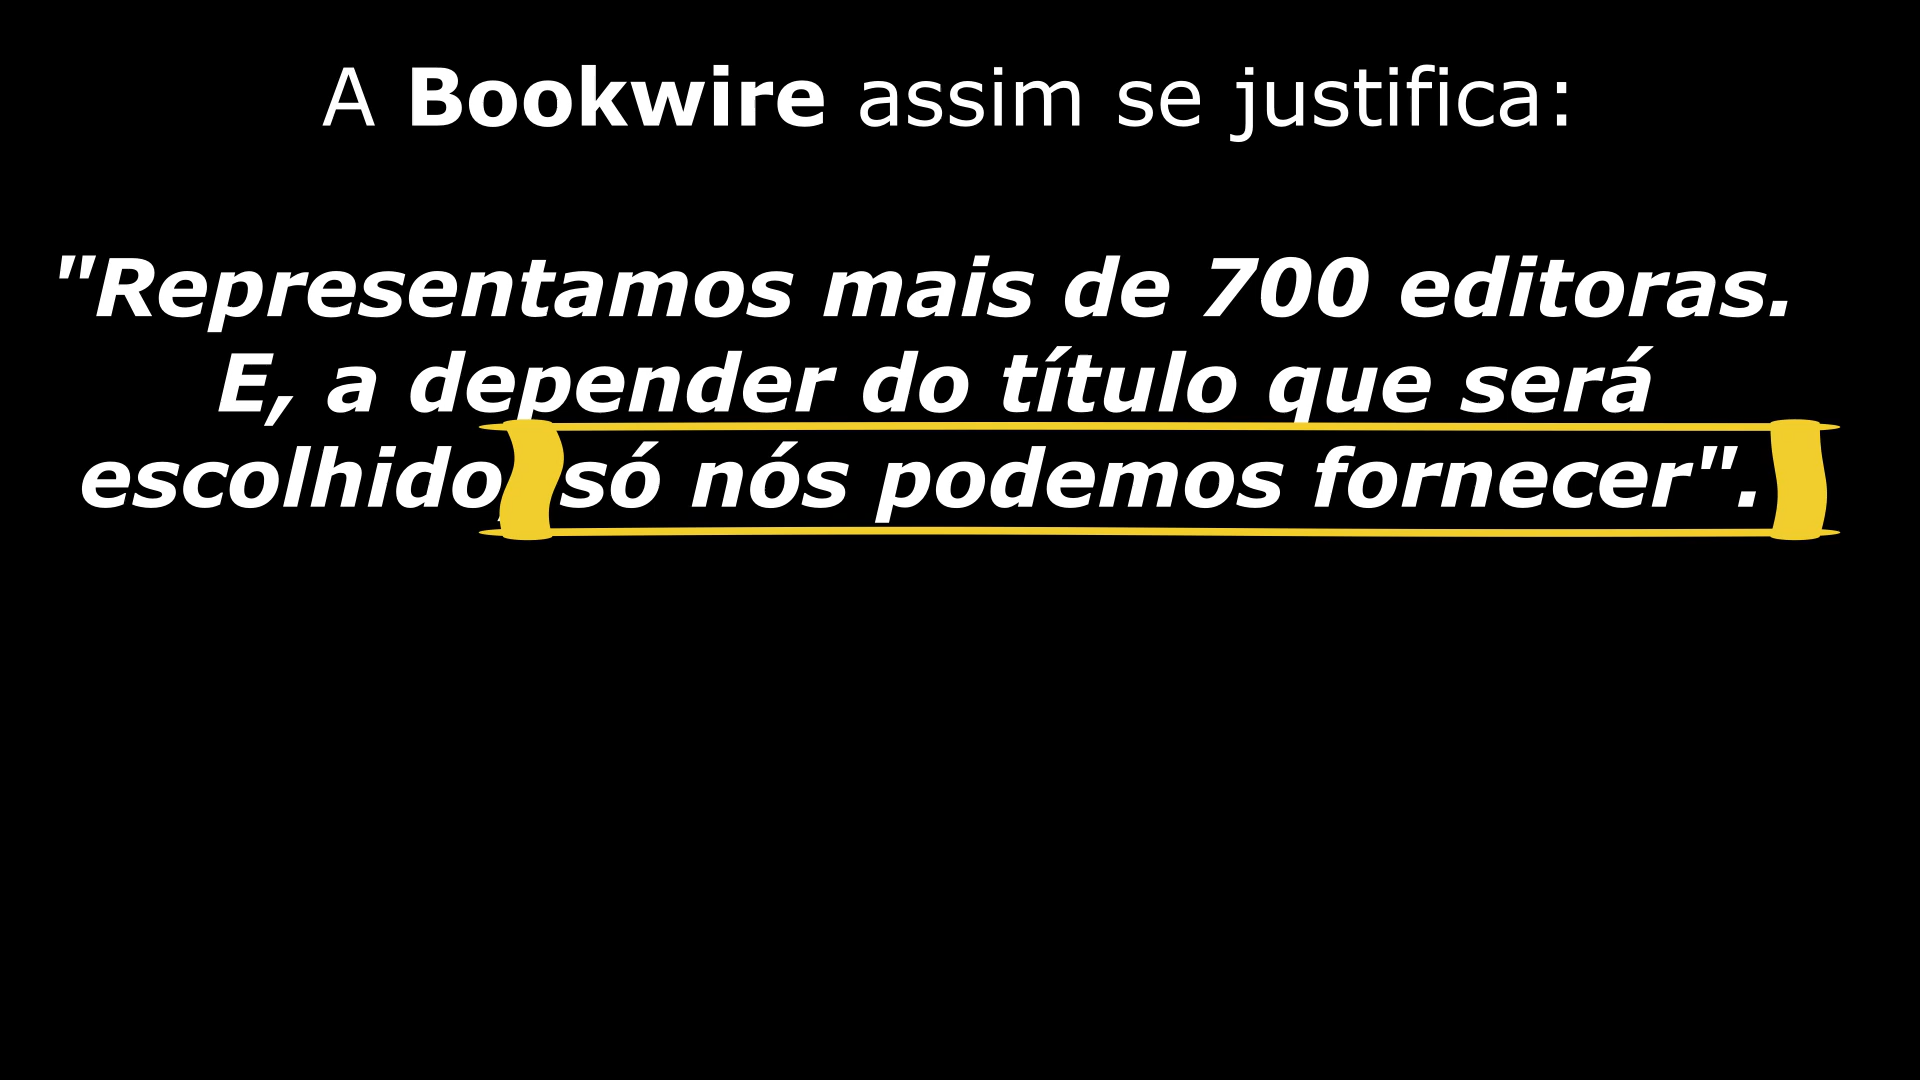 A Bookwire assim se justifica:
"Representamos mais de 700 editoras.
E, a depender do título que será
escolhido, só nós podemos fornecer".